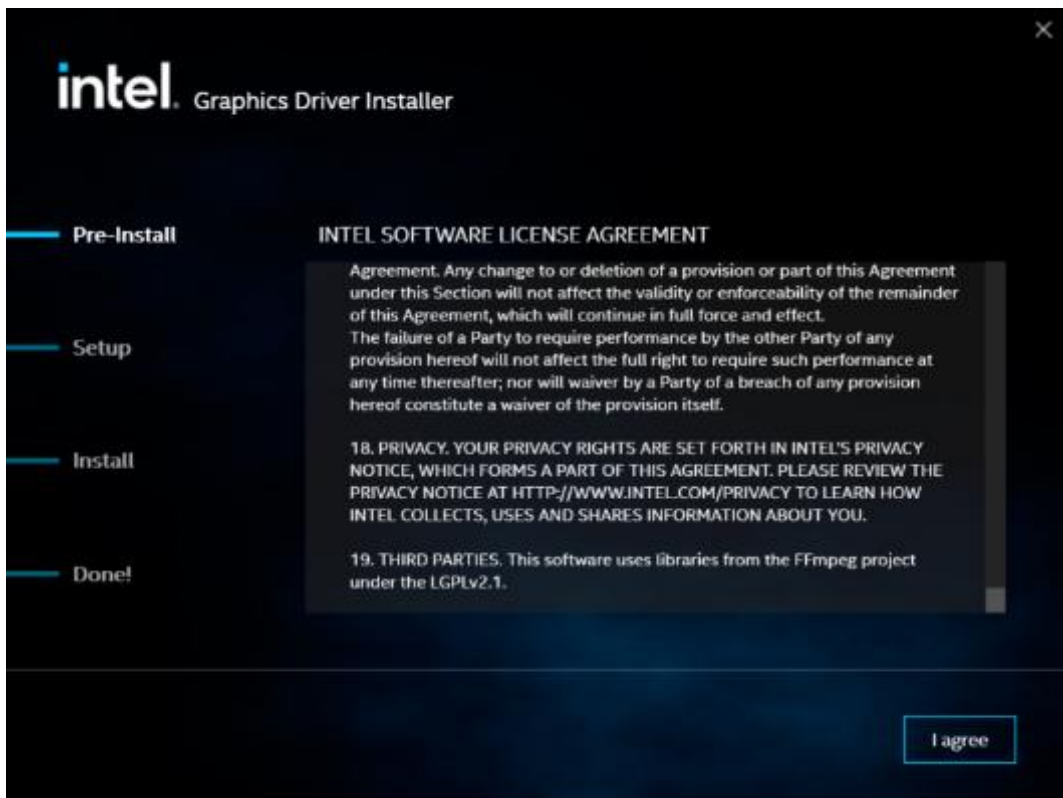 intel. Graphics Driver Installer
Pre-Install
Setup
Install
Done!
INTEL SOFTWARE LICENSE AGREEMENT
Agreement. Any change to or deletion of a provision or part of this Agreement
under this Section will not affect the validity or enforceability of the remainder
of this Agreement, which will continue in full force and effect.
The failure of a Party to require performance by the other Party of any
provision hereof will not affect the full right to require such performance at
any time thereafter; nor will waiver by a Party of a breach of any provision
hereof constitute a waiver of the provision itself.
18. PRIVACY. YOUR PRIVACY RIGHTS ARE SET FORTH IN INTEL'S PRIVACY
NOTICE, WHICH FORMS A PART OF THIS AGREEMENT. PLEASE REVIEW THE
PRIVACY NOTICE AT HTTP://WWW.INTEL.COM/PRIVACY TO LEARN HOW
INTEL COLLECTS, USES AND SHARES INFORMATION ABOUT YOU.
19. THIRD PARTIES. This software uses libraries from the FFmpeg project
under the LGPLv2.1.
I agree